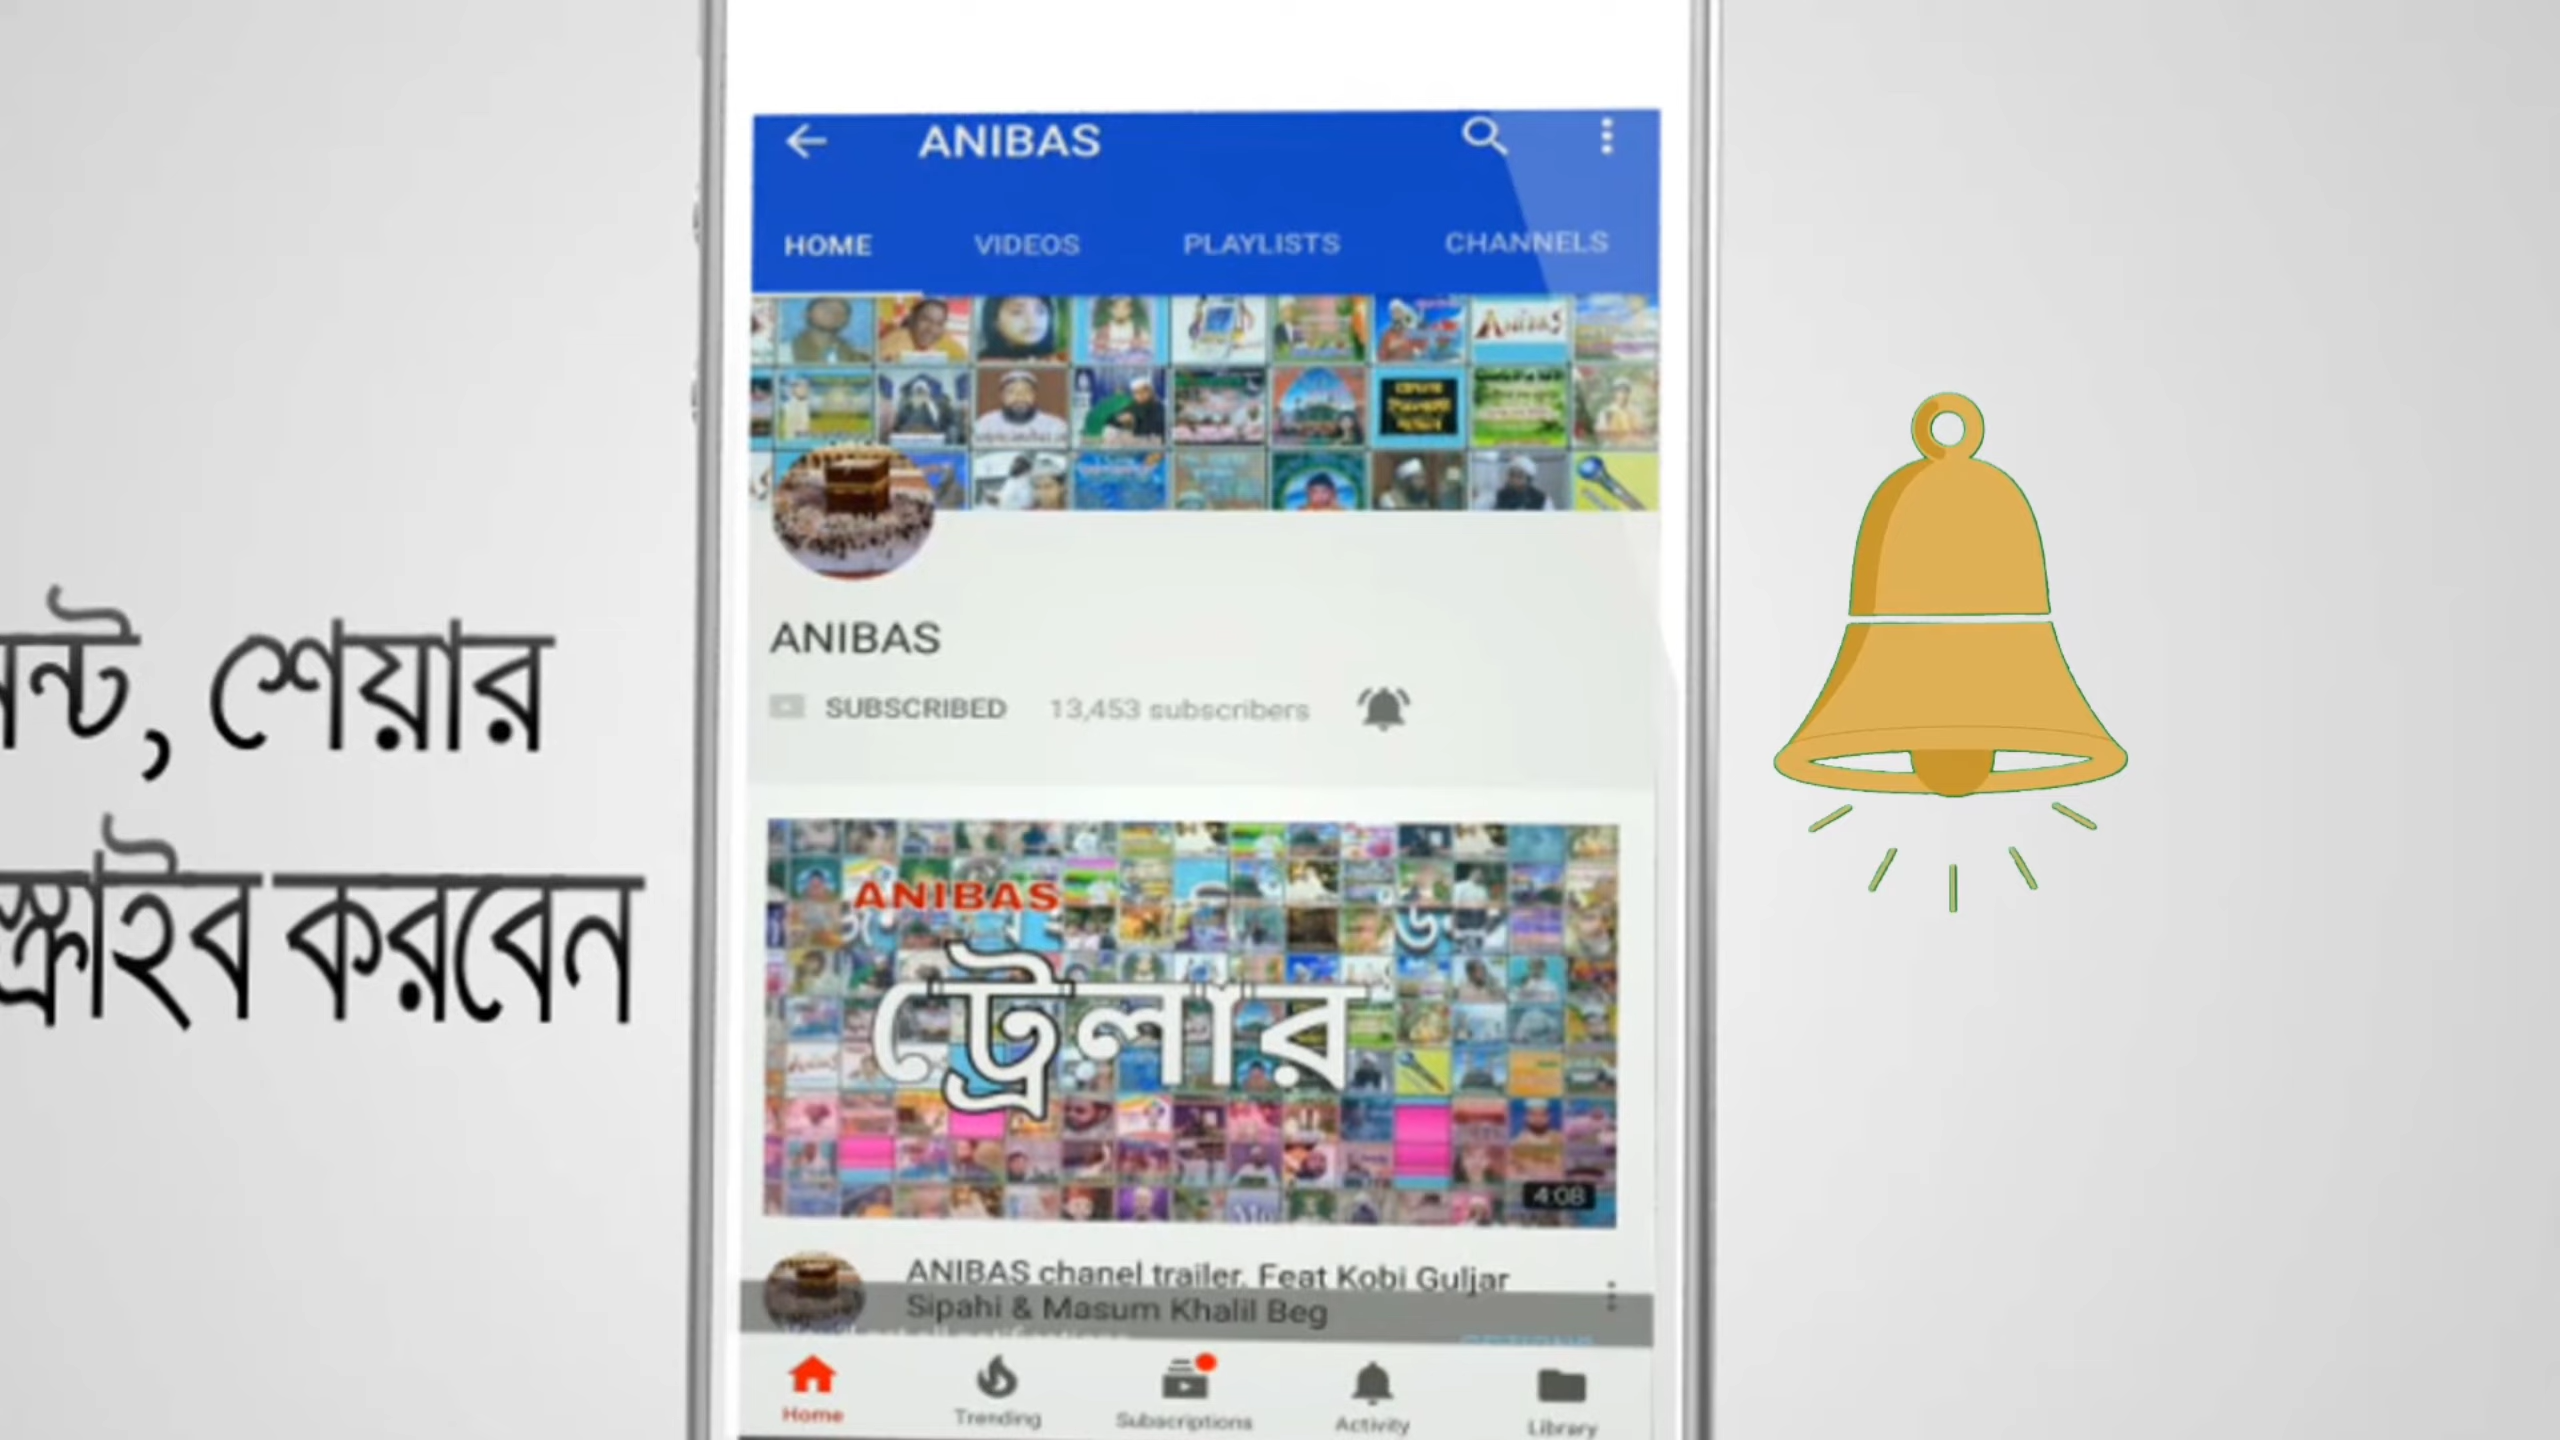 ANIBAS
HOME VIDEOS PLAYLISTS CHANNELS
ANIBAS
SUBSCRIBED 13,453 subscribers
, শেয়ার
করবেন
ANIBAS
ট্রেলার
4:08
ANIBAS chanel trailer. Feat Kobi Guljar
Sipahi & Masum Khalil Beg
Home Trending Subscriptions Activity Library